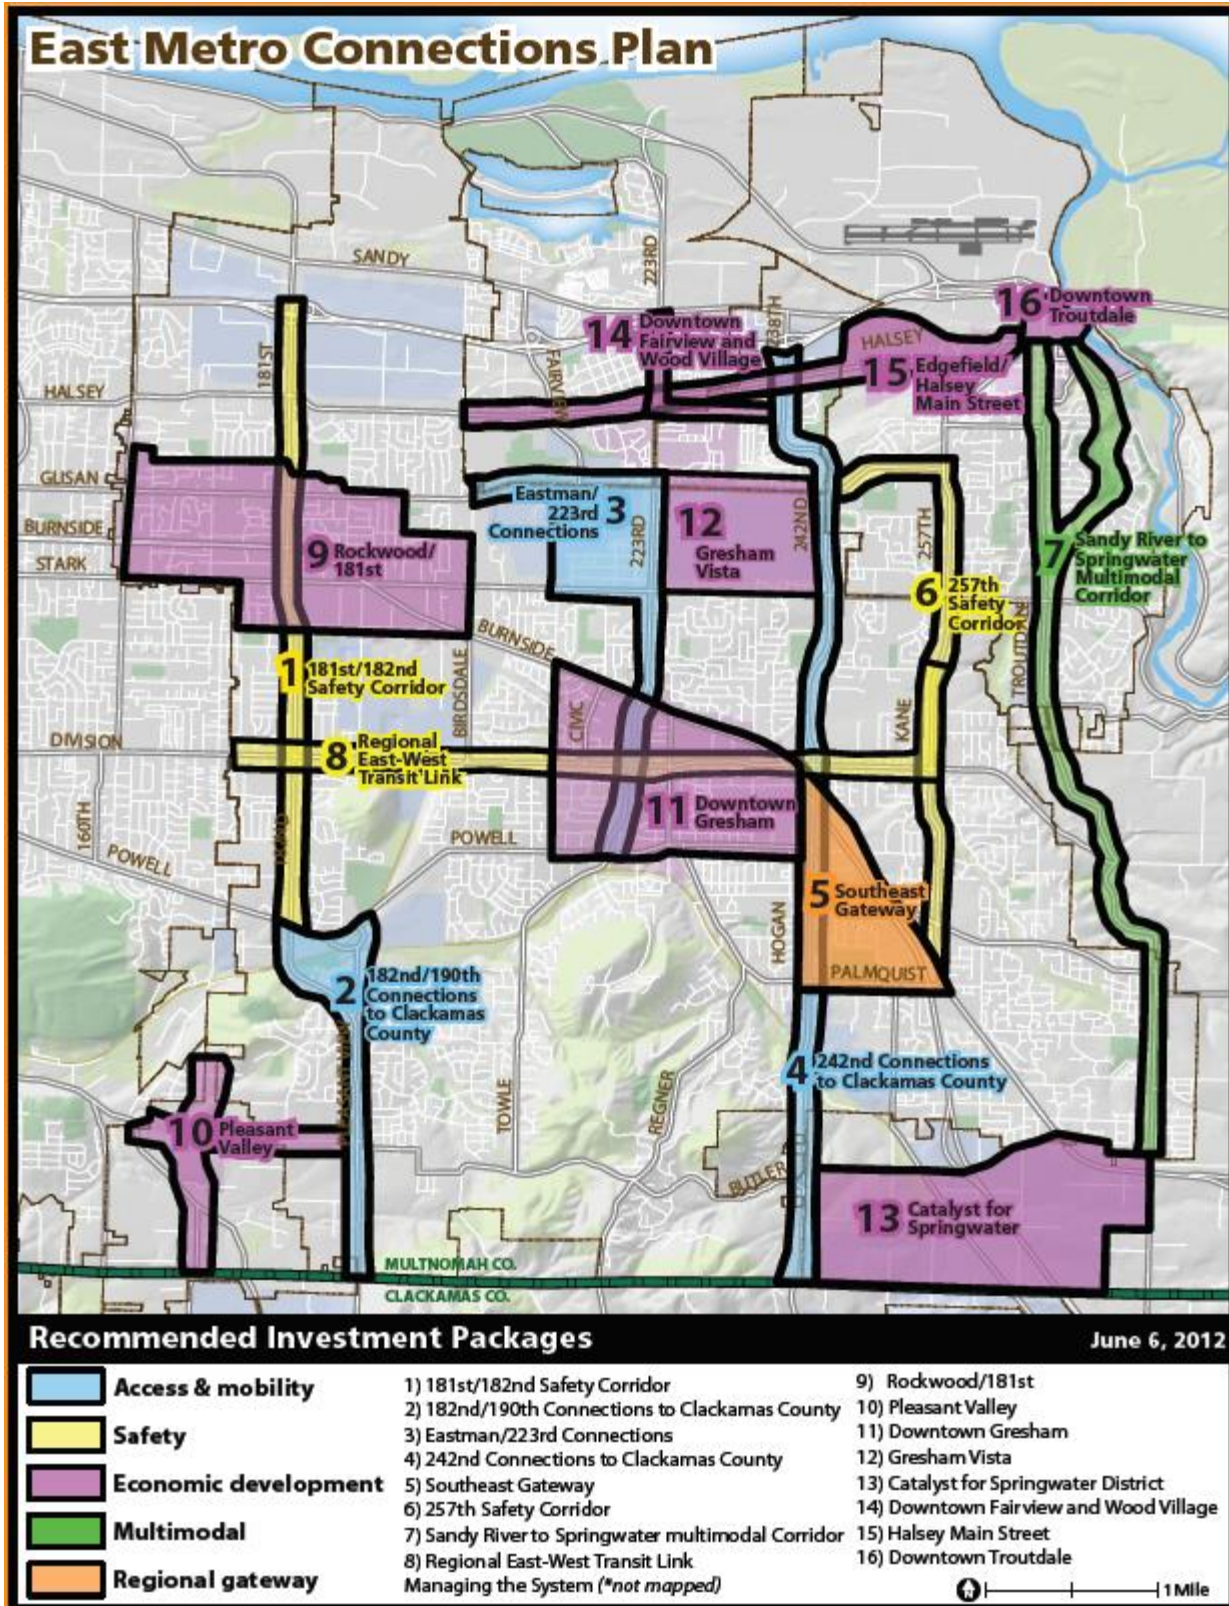 East Metro Connections Plan
SANDY
223RD
238TH
181ST
HALSEY
14 Downtown
Fairview and
Wood Village
16 Downtown
Troutdale
HALSEY
15 Edgefield/
Halsey
Main Street
GLISAN
BURNSIDE
STARK
Eastman/
223rd
Connections
3
223RD
12
Gresham
Vista
242ND
257TH
9 Rockwood/
181st
7 Sandy River to
Springwater
Multimodal
Corridor
6 257th
Safety
Corridor
BURNSIDE
1 181st/182nd
Safety Corridor
BIRDSDALE
CIVIC
KANE
DIVISION
8 Regional
East-West
Transit Link
11 Downtown
Gresham
160TH
POWELL
POWELL
5 Southeast
Gateway
HOGAN
PALMQUIST
2 182nd/190th
Connections
to Clackamas
County
4 242nd Connections
to Clackamas County
TOWLE
REGNER
10 Pleasant
Valley
BUTLER
13 Catalyst for
Springwater
MULTNOMAH CO.
CLACKAMAS CO.
Recommended Investment Packages
June 6, 2012
Access & mobility
Safety
Economic development
Multimodal
Regional gateway
1) 181st/182nd Safety Corridor
2) 182nd/190th Connections to Clackamas County
3) Eastman/223rd Connections
4) 242nd Connections to Clackamas County
5) Southeast Gateway
6) 257th Safety Corridor
7) Sandy River to Springwater multimodal Corridor
8) Regional East-West Transit Link
Managing the System (*not mapped)
9) Rockwood/181st
10) Pleasant Valley
11) Downtown Gresham
12) Gresham Vista
13) Catalyst for Springwater District
14) Downtown Fairview and Wood Village
15) Halsey Main Street
16) Downtown Troutdale
N
1 Mile